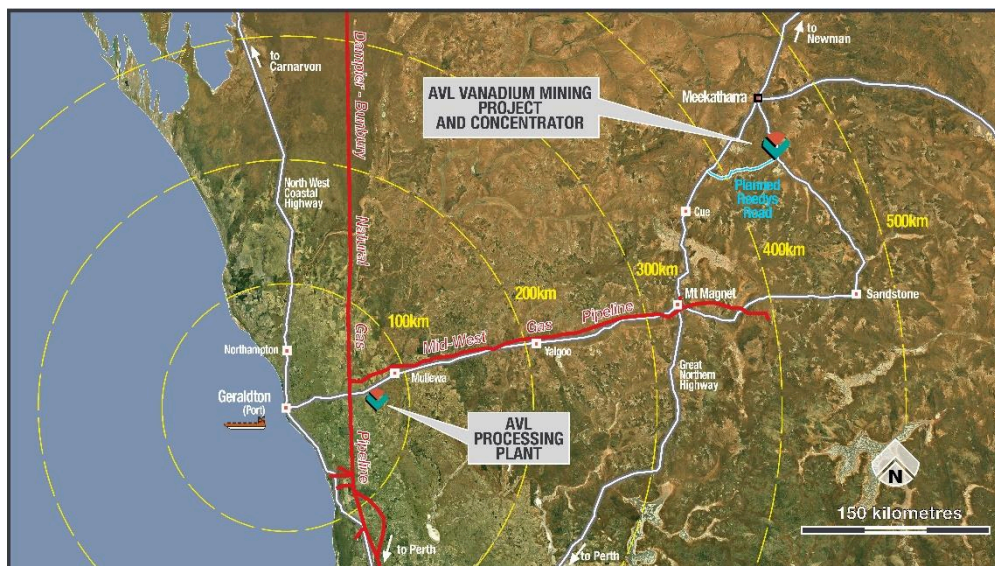 to
Carnarvon
Dampier - Bunbury Natural Gas Pipeline
to
Newman
AVL VANADIUM MINING
PROJECT
AND CONCENTRATOR
Meekatharra
North West
Coastal Highway
Planned
Reedys
Road
Cue
500km
400km
300km
200km
100km
Mt Magnet
Sandstone
Mid-West Gas Pipeline
Yalgoo
Mullewa
Northampton
Geraldton
(Port)
Great
Northern
Highway
AVL
PROCESSING
PLANT
N
150 kilometres
to Perth
to Perth